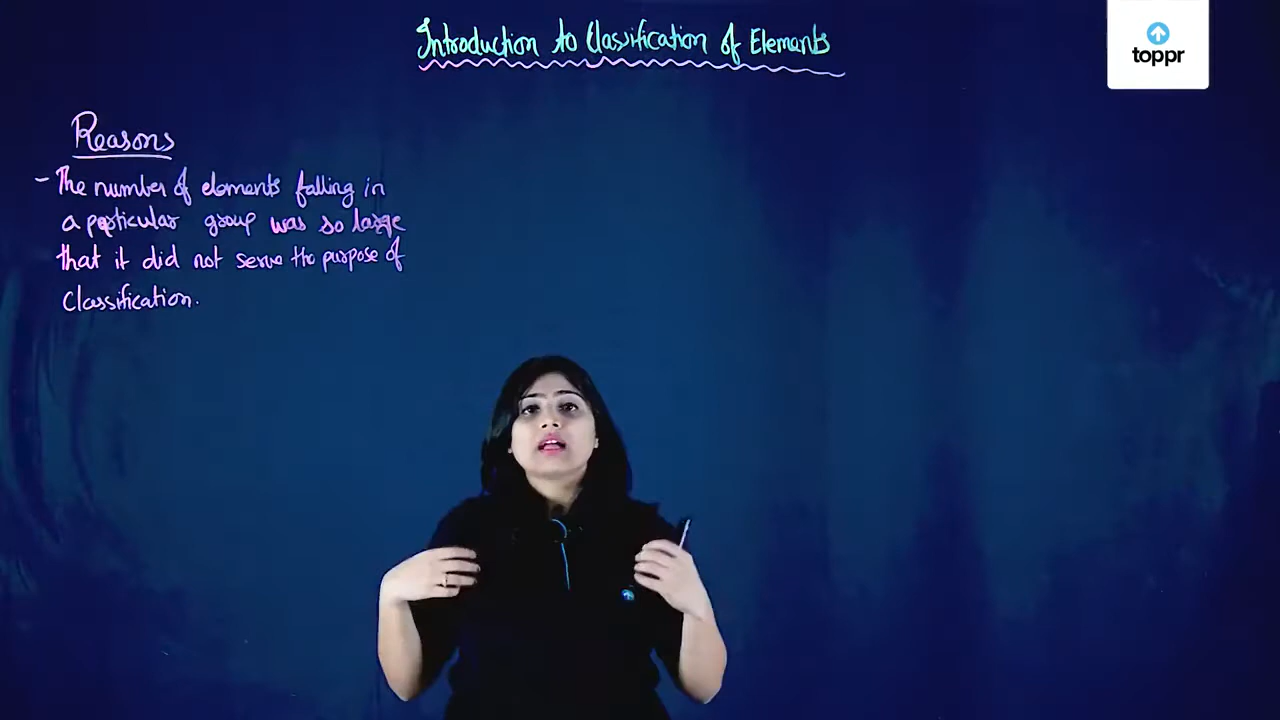 Introduction to Classification of Elements
toppr
Reasons
- The number of elements falling in
a particular group was so large
that it did not serve the purpose of
Classification.